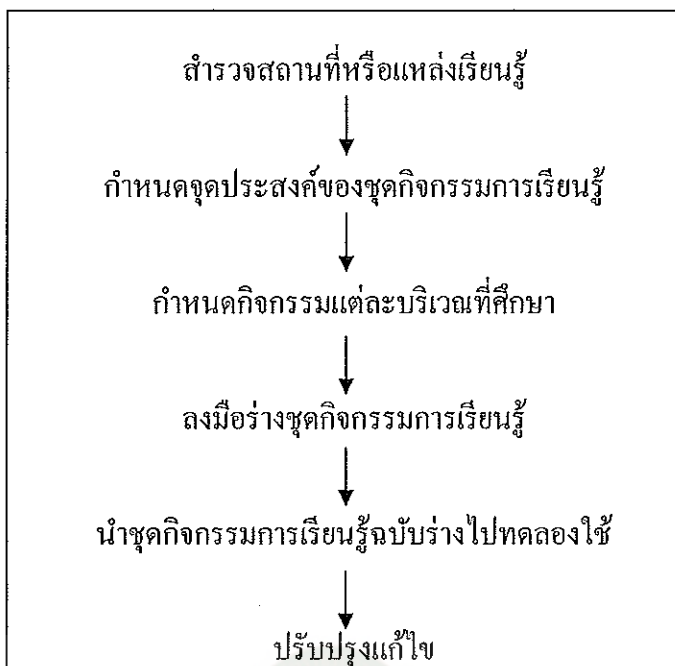 สำรวจสถานที่หรือแหล่งเรียนรู้
กำหนดจุดประสงค์ของชุดกิจกรรมการเรียนรู้
กำหนดกิจกรรมแต่ละบริเวณที่ศึกษา
ลงมือร่างชุดกิจกรรมการเรียนรู้
นำชุดกิจกรรมการเรียนรู้ฉบับร่างไปทดลองใช้
ปรับปรุงแก้ไข